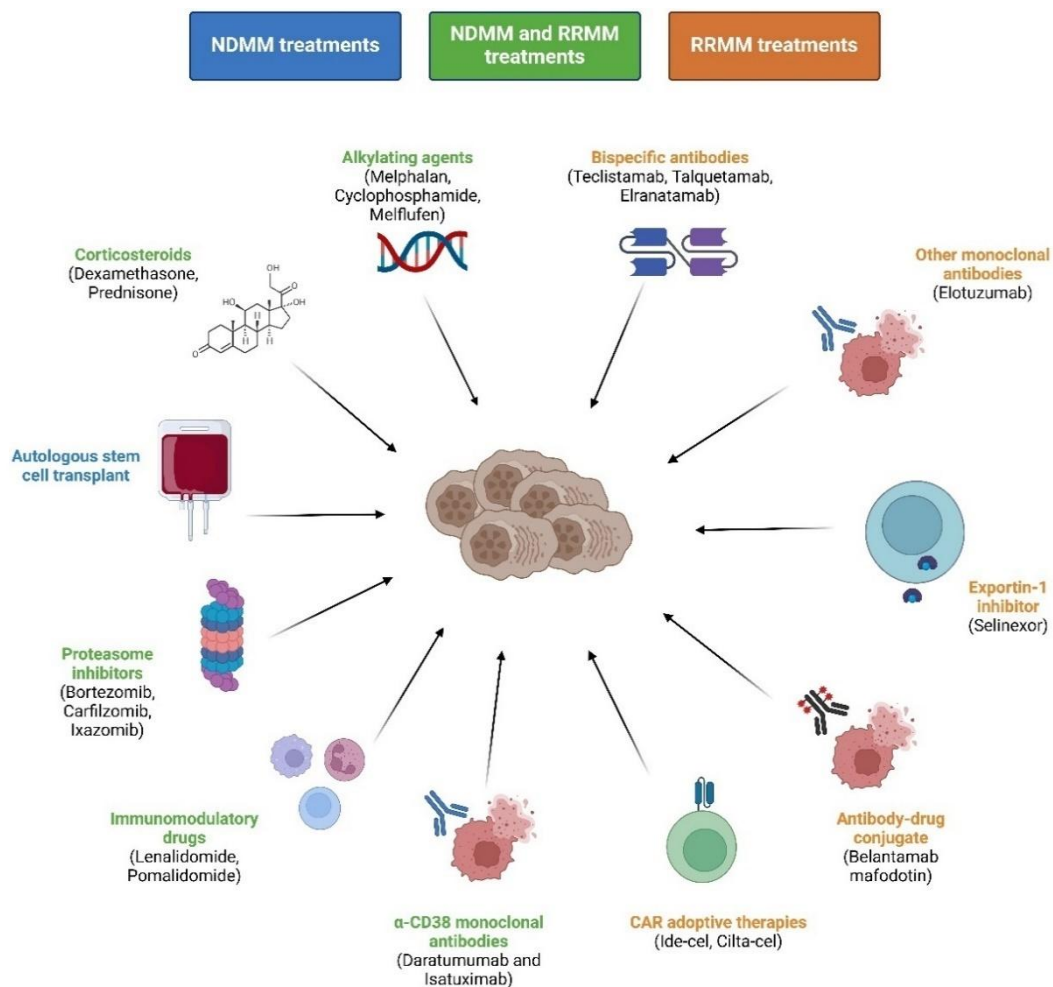 NDMM treatments
NDMM and RRMM
treatments
RRMM treatments
Alkylating agents
(Melphalan,
Cyclophosphamide,
Melflufen)
Bispecific antibodies
(Teclistamab, Talquetamab,
Elranatamab)
Corticosteroids
(Dexamethasone,
Prednisone)
OH
O
HO
OH
H
H
H
O
Other monoclonal
antibodies
(Elotuzumab)
Autologous stem
cell transplant
Exportin-1
inhibitor
(Selinexor)
Proteasome
inhibitors
(Bortezomib,
Carfilzomib,
Ixazomib)
Immunomodulatory
drugs
(Lenalidomide,
Pomalidomide)
Antibody-drug
conjugate
(Belantamab
mafodotin)
α-CD38 monoclonal
antibodies
(Daratumumab and
Isatuximab)
CAR adoptive therapies
(Ide-cel, Cilta-cel)